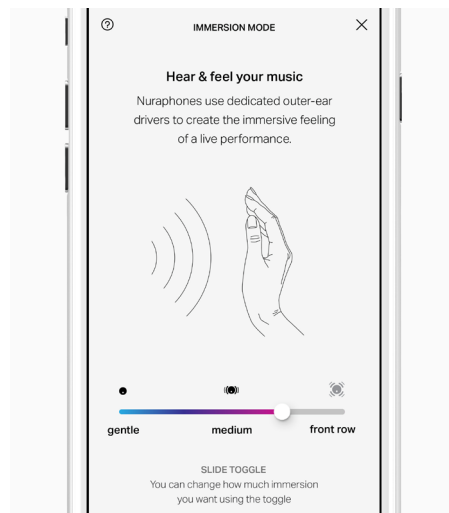 IMMERSION MODE
Hear & feel your music
Nuraphones use dedicated outer-ear
drivers to create the immersive feeling
of a live performance.
gentle
medium
front row
SLIDE TOGGLE
You can change how much immersion
you want using the toggle